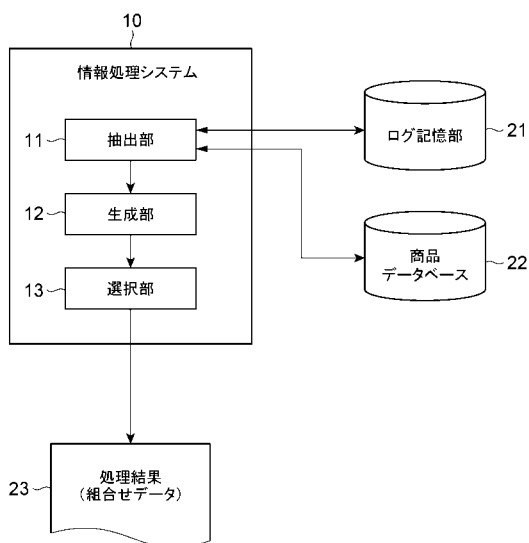 10
情報処理システム
11
抽出部
12
生成部
13
選択部
ログ記憶部
21
商品
データベース
22
23
処理結果
(組合せデータ)